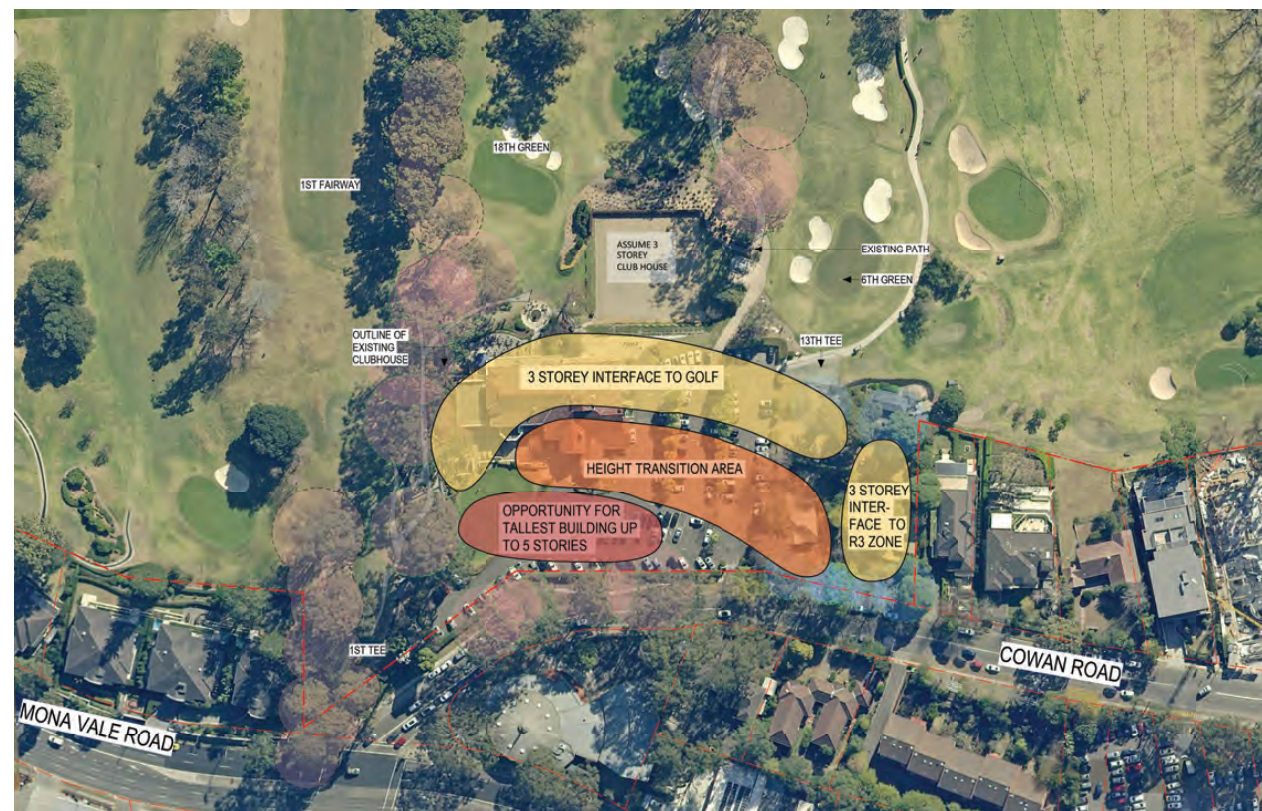 18TH GREEN
1ST FAIRWAY
ASSUME 3
STOREY
CLUB HOUSE
EXISTING PATH
6TH GREEN
OUTLINE OF
EXISTING
CLUBHOUSE
13TH TEE
3 STOREY INTERFACE TO GOLF
HEIGHT TRANSITION AREA
3 STOREY
INTER-
FACE TO
R3 ZONE
OPPORTUNITY FOR
TALLEST BUILDING UP
TO 5 STORIES
1ST TEE
COWAN ROAD
MONA VALE ROAD